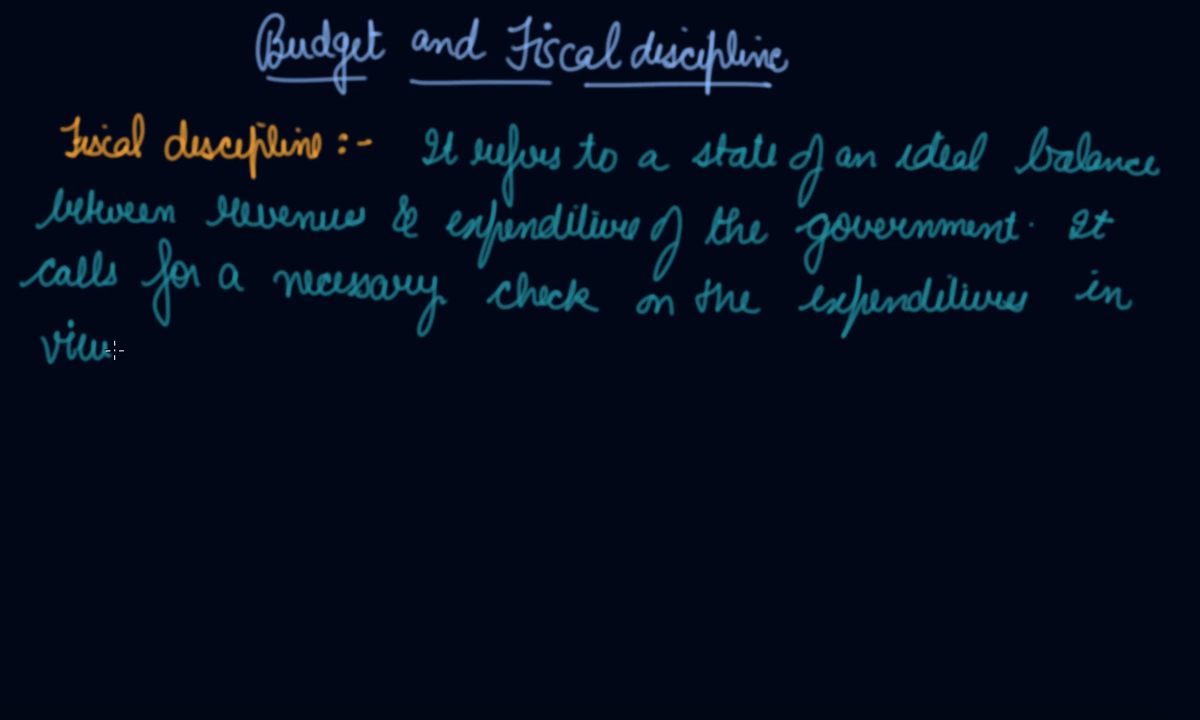 Budget and Fiscal discipline
Fiscal discipline :- It refers to a state of an ideal balance
between revenue & expenditure of the government. It
calls for a necessary check on the expenditures in
view